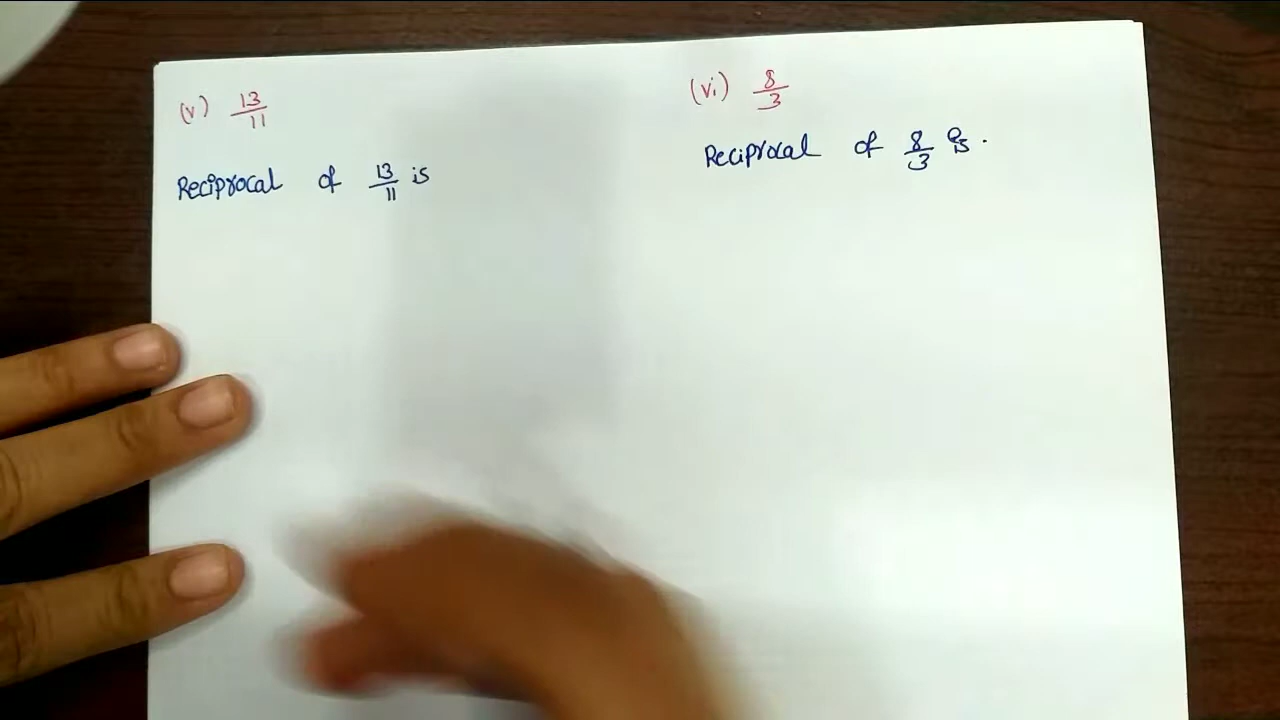 (v) 13/11
Reciprocal of 13/11 is
(vi) 8/3
Reciprocal of 8/3 is.